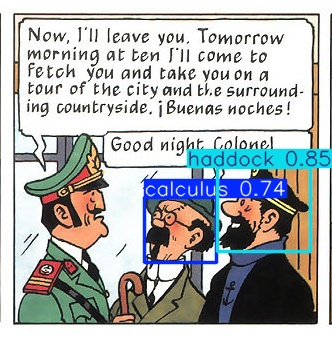 Now, I'll leave you. Tomorrow
morning at ten I'll come to
fetch you and take you on a
tour of the city and the surround-
ing countryside. ¡Buenas noches!
Good night, Colonel
haddock 0.85
calculus 0.74